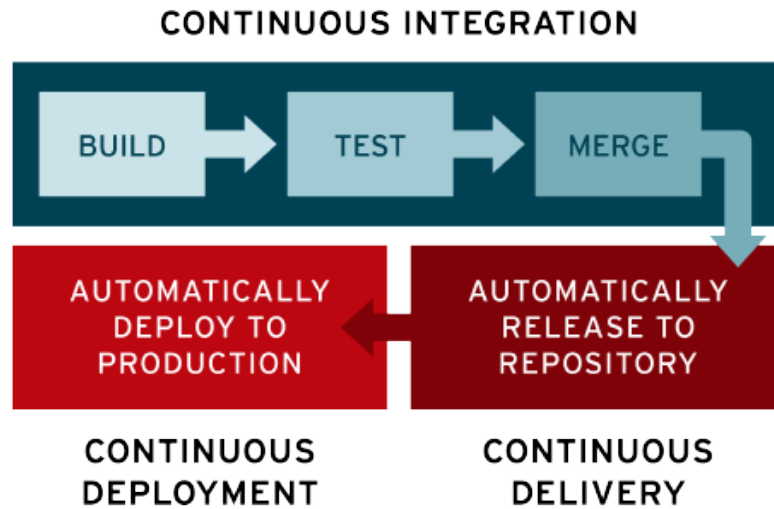 CONTINUOUS INTEGRATION
BUILD
TEST
MERGE
AUTOMATICALLY
DEPLOY TO
PRODUCTION
AUTOMATICALLY
RELEASE TO
REPOSITORY
CONTINUOUS
DEPLOYMENT
CONTINUOUS
DELIVERY